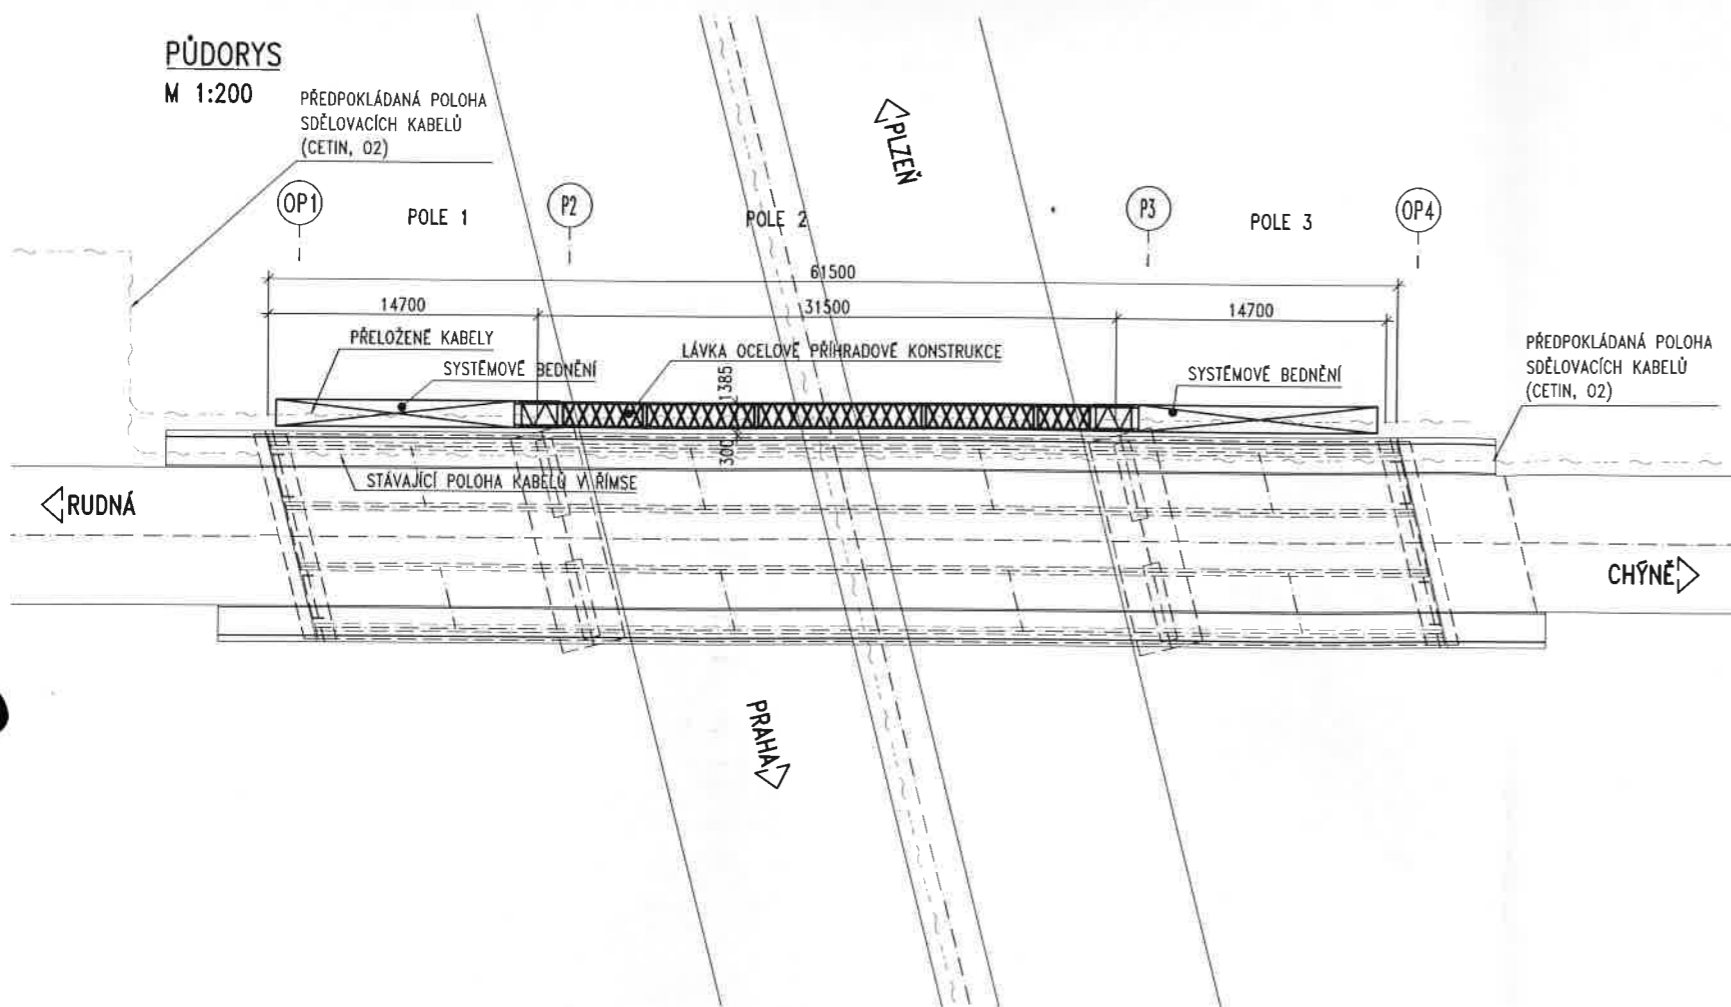 PŮDORYS
M 1:200
PŘEDPOKLÁDANÁ POLOHA
SDĚLOVACÍCH KABELŮ
(CETIN, O2)
PLZEŇ
OP1
POLE 1
P2
POLE 2
P3
POLE 3
OP4
61500
14700
31500
14700
PŘELOŽENÉ KABELY
LÁVKA OCELOVÉ PŘÍHRADOVÉ KONSTRUKCE
SYSTÉMOVÉ BEDNĚNÍ
1385
SYSTÉMOVÉ BEDNĚNÍ
PŘEDPOKLÁDANÁ POLOHA
SDĚLOVACÍCH KABELŮ
(CETIN, O2)
300
STÁVAJÍCÍ POLOHA KABELŮ V ŘÍMSE
RUDNÁ
CHÝNĚ
PRAHA